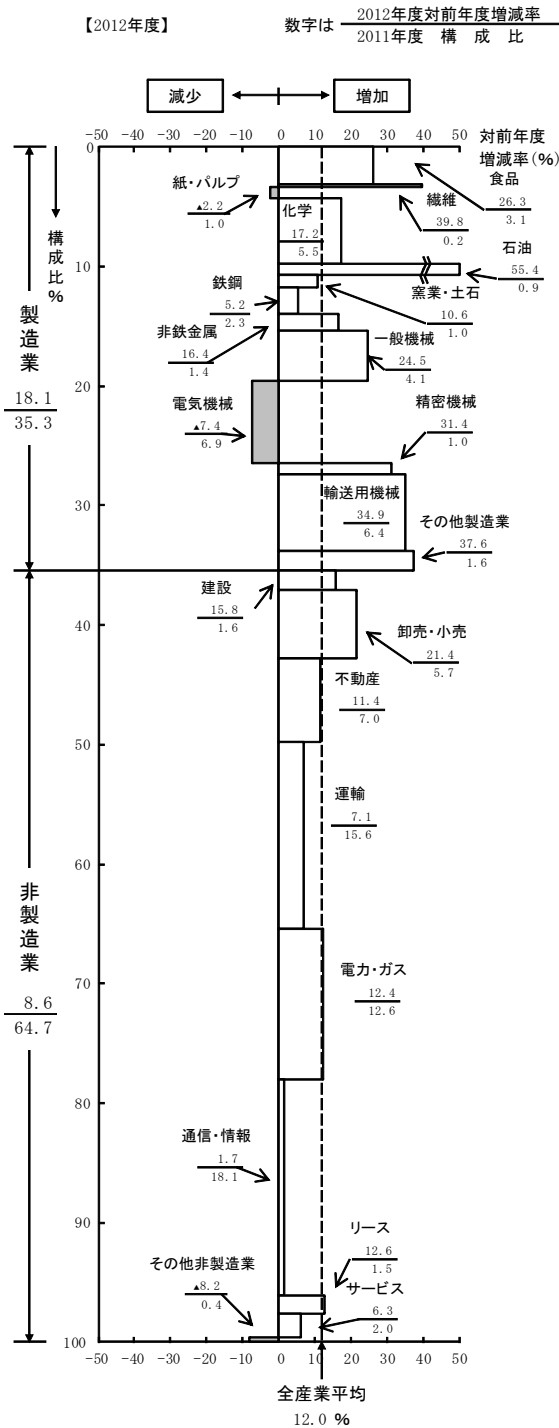 【2012年度】
数字は 2012年度対前年度増減率
2011年度 構 成 比
減少
増加
-50 -40 -30 -20 -10 0 10 20 30 40 50
対前年度
増減率(%)
0
構成比%
製造業
18.1
35.3
食品
26.3
3.1
紙・パルプ
▲2.2
1.0
繊維
39.8
0.2
化学
17.2
5.5
石油
55.4
0.9
10
鉄鋼
5.2
2.3
窯業・土石
10.6
1.0
非鉄金属
16.4
1.4
一般機械
24.5
4.1
20
電気機械
▲7.4
6.9
精密機械
31.4
1.0
輸送用機械
34.9
6.4
30
その他製造業
37.6
1.6
建設
15.8
1.6
40
卸売・小売
21.4
5.7
不動産
11.4
7.0
50
運輸
7.1
15.6
60
非製造業
8.6
64.7
電力・ガス
12.4
12.6
70
80
通信・情報
1.7
18.1
90
リース
12.6
1.5
その他非製造業
▲8.2
0.4
サービス
6.3
2.0
100
-50 -40 -30 -20 -10 0 10 20 30 40 50
全産業平均
12.0 %